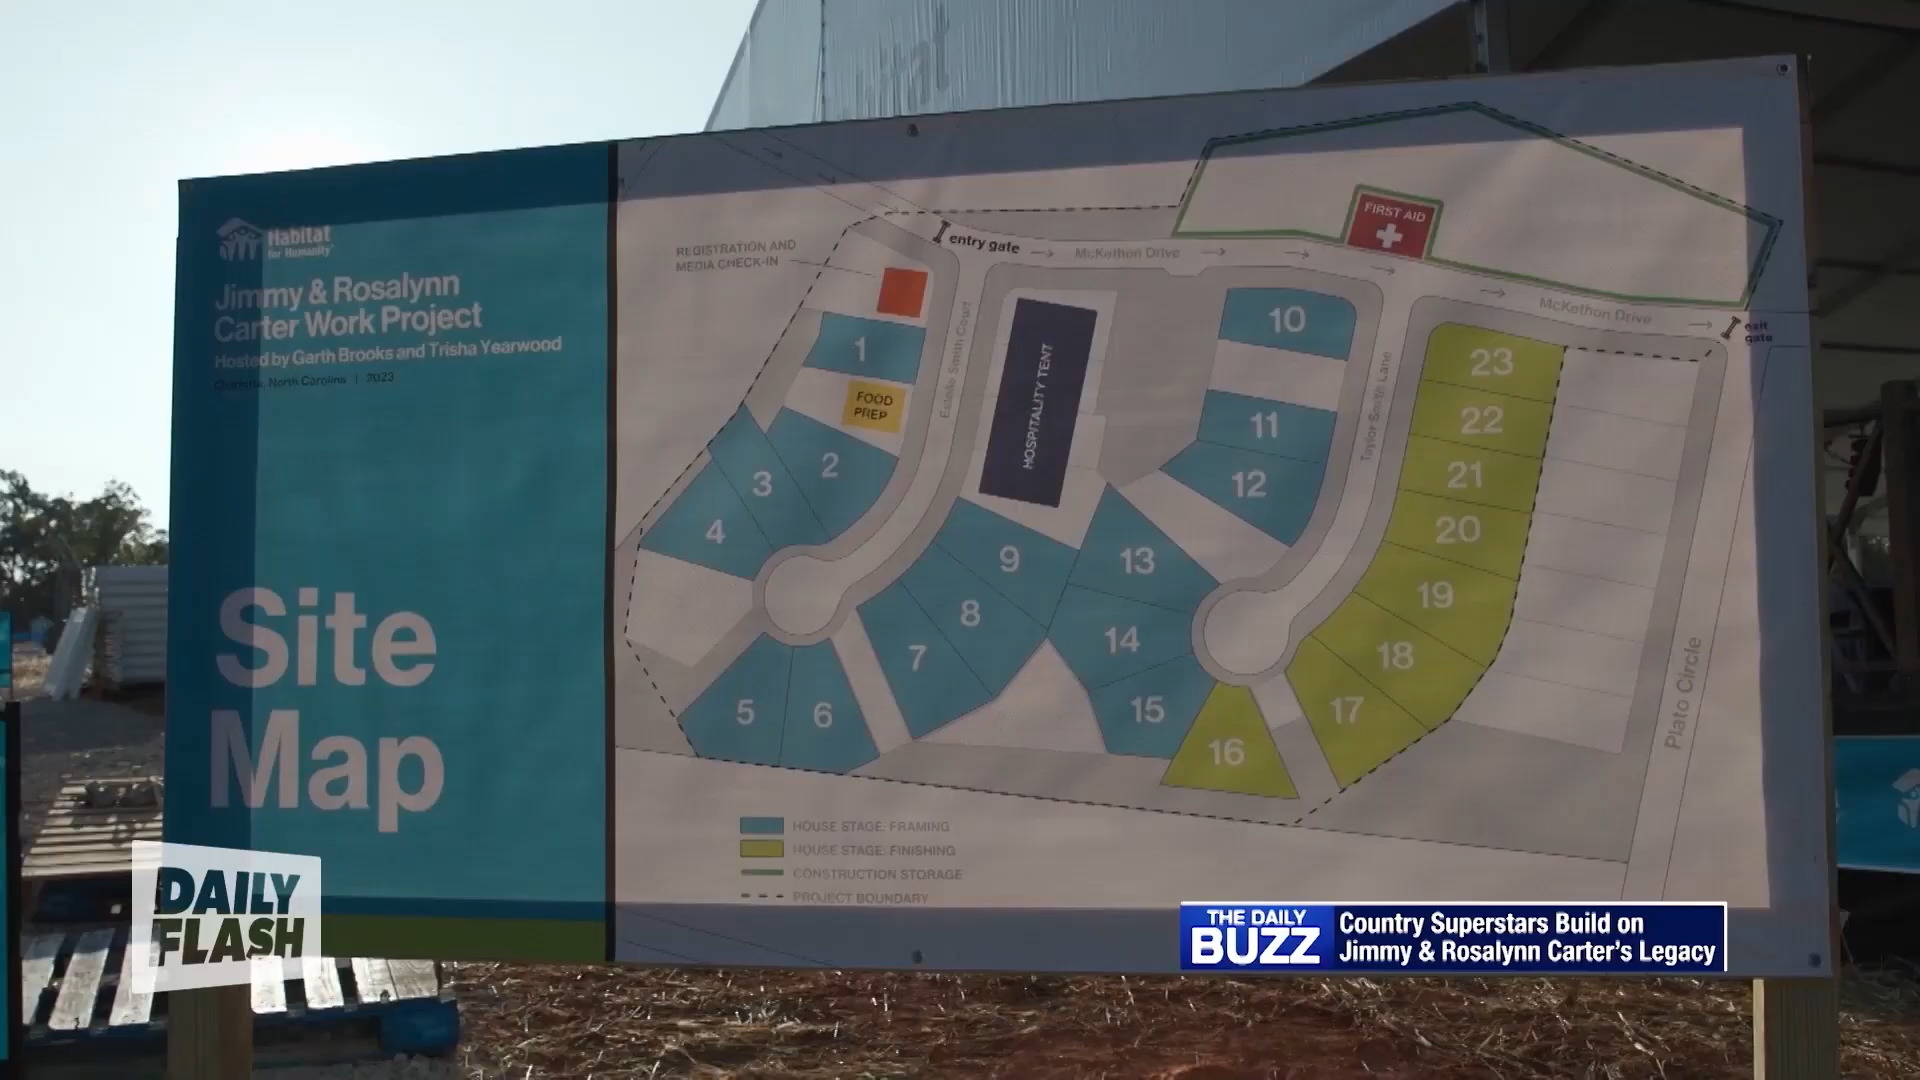 Habitat
for Humanity
Jimmy & Rosalynn
Carter Work Project
Hosted by Garth Brooks and Trisha Yearwood
Charlotte, North Carolina | 2023
Site
Map
REGISTRATION AND
MEDIA CHECK-IN
entry gate
McKethon Drive
FIRST AID
McKethon Drive
exit
gate
Estelle Smith Court
HOSPITALITY TENT
Taylor Smith Lane
Plato Circle
1
FOOD
PREP
2
3
4
5
6
7
8
9
10
11
12
13
14
15
16
17
18
19
20
21
22
23
HOUSE STAGE: FRAMING
HOUSE STAGE: FINISHING
CONSTRUCTION STORAGE
PROJECT BOUNDARY
DAILY
FLASH
THE DAILY
BUZZ
Country Superstars Build on
Jimmy & Rosalynn Carter's Legacy